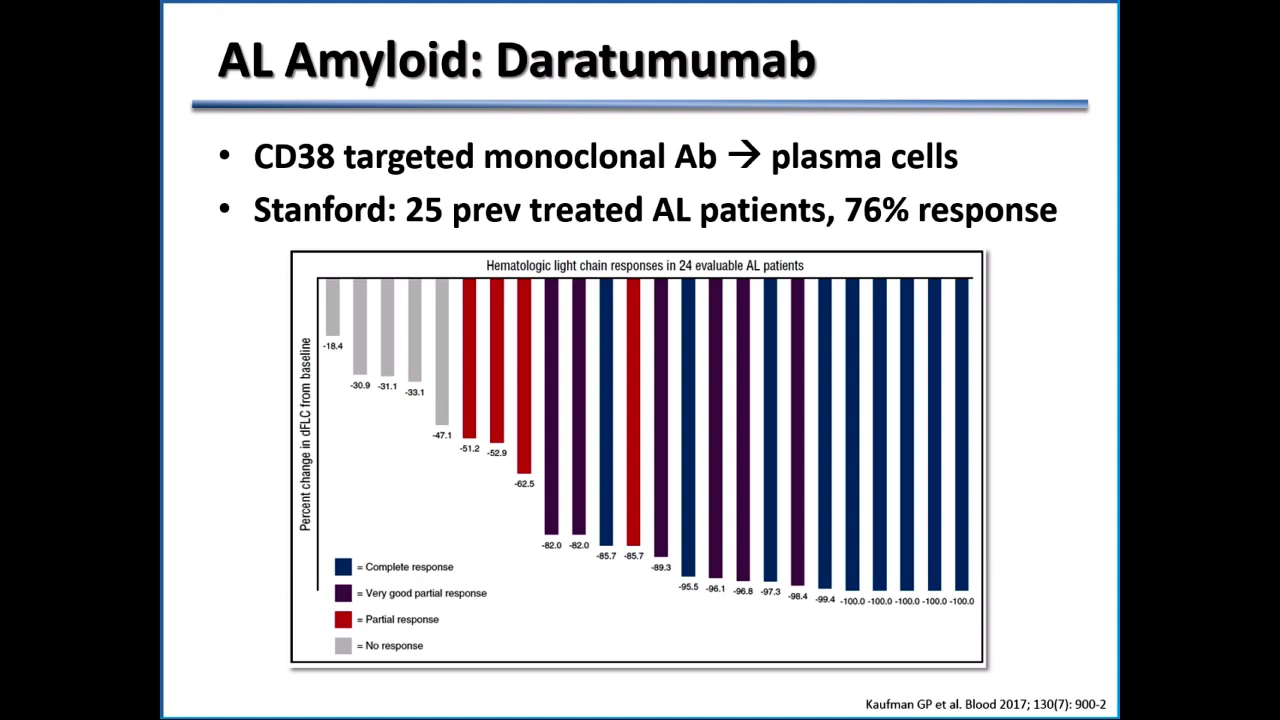 AL Amyloid: Daratumumab
• CD38 targeted monoclonal Ab → plasma cells
• Stanford: 25 prev treated AL patients, 76% response
Hematologic light chain responses in 24 evaluable AL patients
Percent change in dFLC from baseline
-18.4
-30.9
-31.1
-33.1
-47.1
-51.2
-52.9
-62.5
-82.0
-82.0
-85.7
-85.7
-89.3
-95.5
-96.1
-96.8
-97.3
-98.4
-99.4
-100.0
-100.0
-100.0
-100.0
-100.0
= Complete response
= Very good partial response
= Partial response
= No response
Kaufman GP et al. Blood 2017; 130(7): 900-2